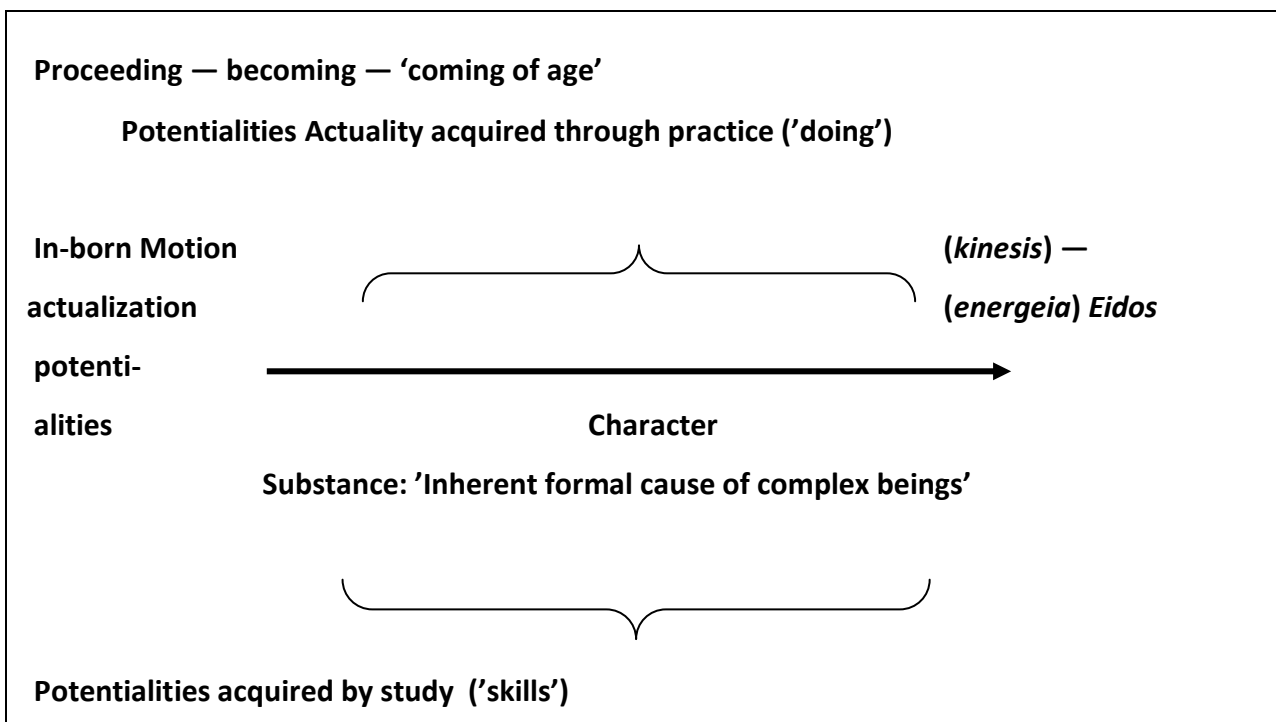 Proceeding — becoming — ‘coming of age’
Potentialities Actuality acquired through practice (’doing’)
In-born Motion (kinesis) —
actualization (energeia) Eidos
potenti-
alities Character
Substance: ’Inherent formal cause of complex beings’
Potentialities acquired by study (’skills’)